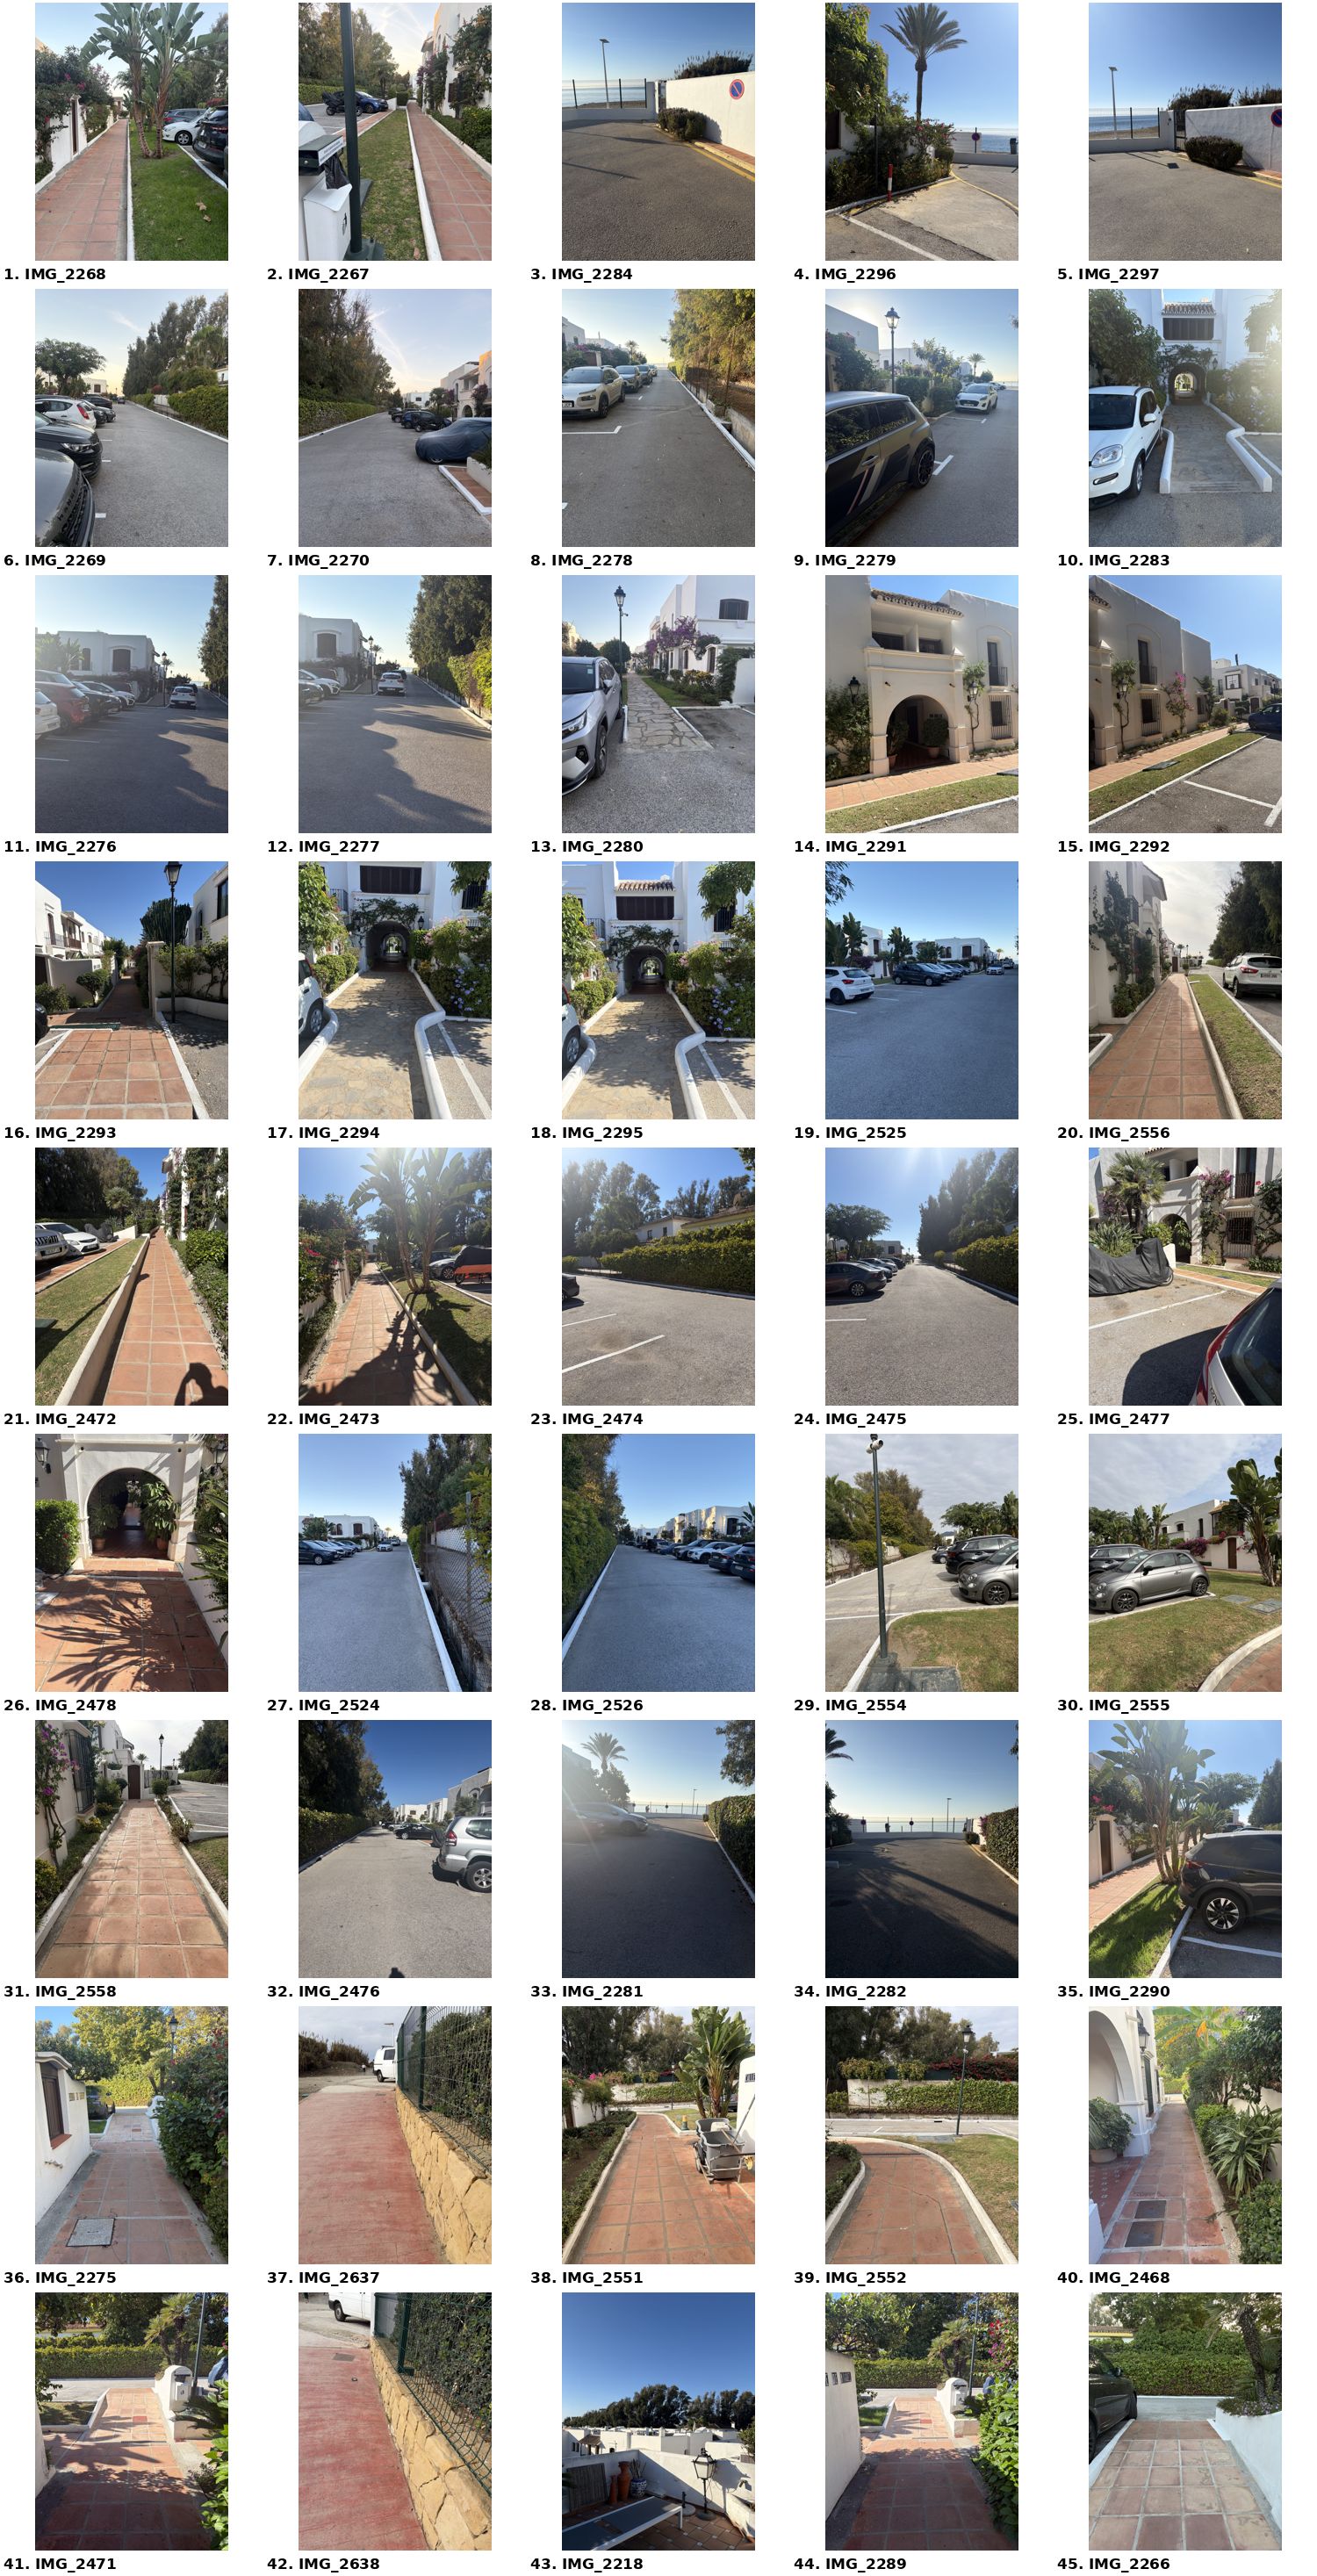 1. IMG_2268
2. IMG_2267
3. IMG_2284
4. IMG_2296
5. IMG_2297
6. IMG_2269
7. IMG_2270
8. IMG_2278
9. IMG_2279
10. IMG_2283
11. IMG_2276
12. IMG_2277
13. IMG_2280
14. IMG_2291
15. IMG_2292
16. IMG_2293
17. IMG_2294
18. IMG_2295
19. IMG_2525
20. IMG_2556
21. IMG_2472
22. IMG_2473
23. IMG_2474
24. IMG_2475
25. IMG_2477
26. IMG_2478
27. IMG_2524
28. IMG_2526
29. IMG_2554
30. IMG_2555
31. IMG_2558
32. IMG_2476
33. IMG_2281
34. IMG_2282
35. IMG_2290
36. IMG_2275
37. IMG_2637
38. IMG_2551
39. IMG_2552
40. IMG_2468
41. IMG_2471
42. IMG_2638
43. IMG_2218
44. IMG_2289
45. IMG_2266